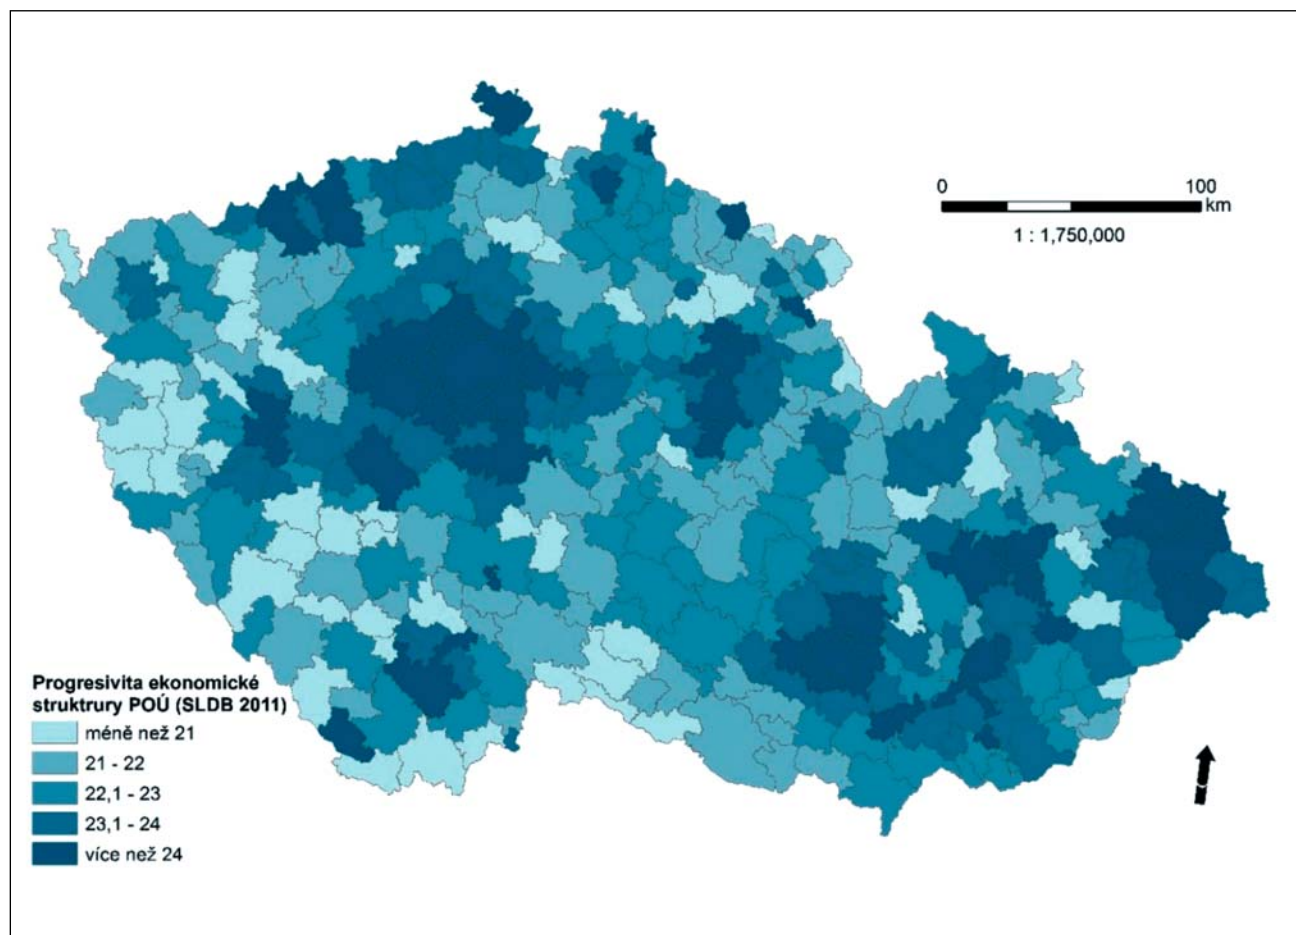 0 100
km
1 : 1,750,000
Progresivita ekonomické
struktrury POÚ (SLDB 2011)
méně než 21
21 - 22
22,1 - 23
23,1 - 24
více než 24